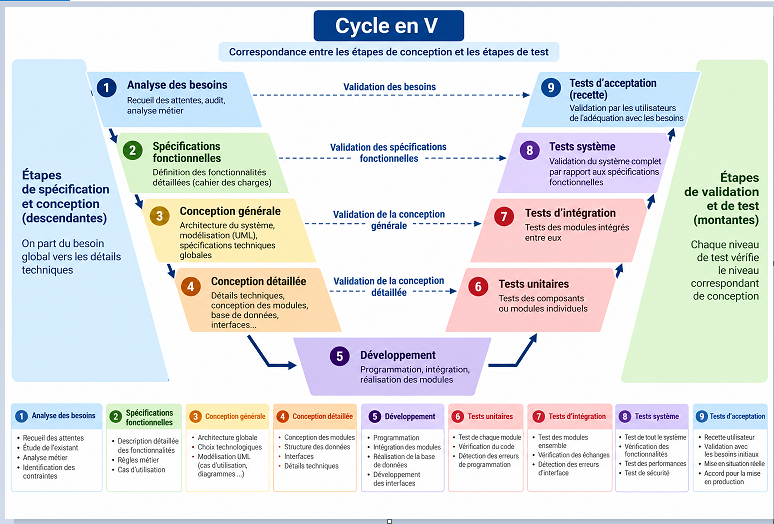 Cycle en V
Correspondance entre les étapes de conception et les étapes de test
Étapes
de spécification
et conception
(descendantes)
On part du besoin
global vers les détails
techniques
1
Analyse des besoins
Recueil des attentes, audit,
analyse métier
Validation des besoins
9
Tests d'acceptation
(recette)
Validation par les utilisateurs
de l'adéquation avec les besoins
2
Spécifications
fonctionnelles
Définition des fonctionnalités
détaillées (cahier des charges)
Validation des spécifications
fonctionnelles
8
Tests système
Validation du système complet
par rapport aux spécifications
fonctionnelles
3
Conception générale
Architecture du système,
modélisation (UML),
spécifications techniques
globales
Validation de la conception
générale
7
Tests d'intégration
Tests des modules intégrés
entre eux
4
Conception détaillée
Détails techniques,
conception des modules,
base de données,
interfaces...
Validation de la conception
détaillée
6
Tests unitaires
Tests des composants
ou modules individuels
5
Développement
Programmation, intégration,
réalisation des modules
Étapes
de validation
et de test
(montantes)
Chaque niveau
de test vérifie
le niveau
correspondant
de conception
1 Analyse des besoins
• Recueil des attentes
• Étude de l'existant
• Analyse métier
• Identification des
contraintes
2 Spécifications
fonctionnelles
• Description détaillée
des fonctionnalités
• Règles métier
• Cas d'utilisation
3 Conception générale
• Architecture globale
• Choix technologiques
• Modélisation UML
(cas d'utilisation,
diagrammes ...)
4 Conception détaillée
• Conception des modules
• Structure des données
• Interfaces
• Détails techniques
5 Développement
• Programmation
• Intégration des modules
• Réalisation de la base
de données
• Développement
des interfaces
6 Tests unitaires
• Test de chaque module
• Vérification du code
• Détection des erreurs
de programmation
7 Tests d'intégration
• Test des modules
ensemble
• Vérification des échanges
• Détection des erreurs
d'interface
8 Tests système
• Test de tout le système
• Vérification des
fonctionnalités
• Test des performances
• Test de sécurité
9 Tests d'acceptation
• Recette utilisateur
• Validation avec
les besoins initiaux
• Mise en situation réelle
• Accord pour la mise
en production